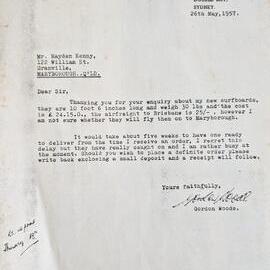 SYDNEY.
26th May, 1957.
Mr. Hayden Kenny,
122 William St.
Granville,
MARYBOROUGH..Q'LD.
Dear Sir,
Thanking you for your enquiry about my new surfboards,
they are 10 foot 6 inches long and weigh 30 lbs and the cost
is £ 24.15.0., the airfreight to Brisbane is 25/- , however I
am not sure whether they will fly them on to Maryborough.
It would take about five weeks to have one ready
to deliver from the time I receive an order, I regret this
delay but they have really caught on and I am rather busy at
the moment. Should you wish to place a definite order please
write back enclosing a small deposit and a receipt will follow.
Yours faithfully,
Gordon Woods
Gordon Woods.